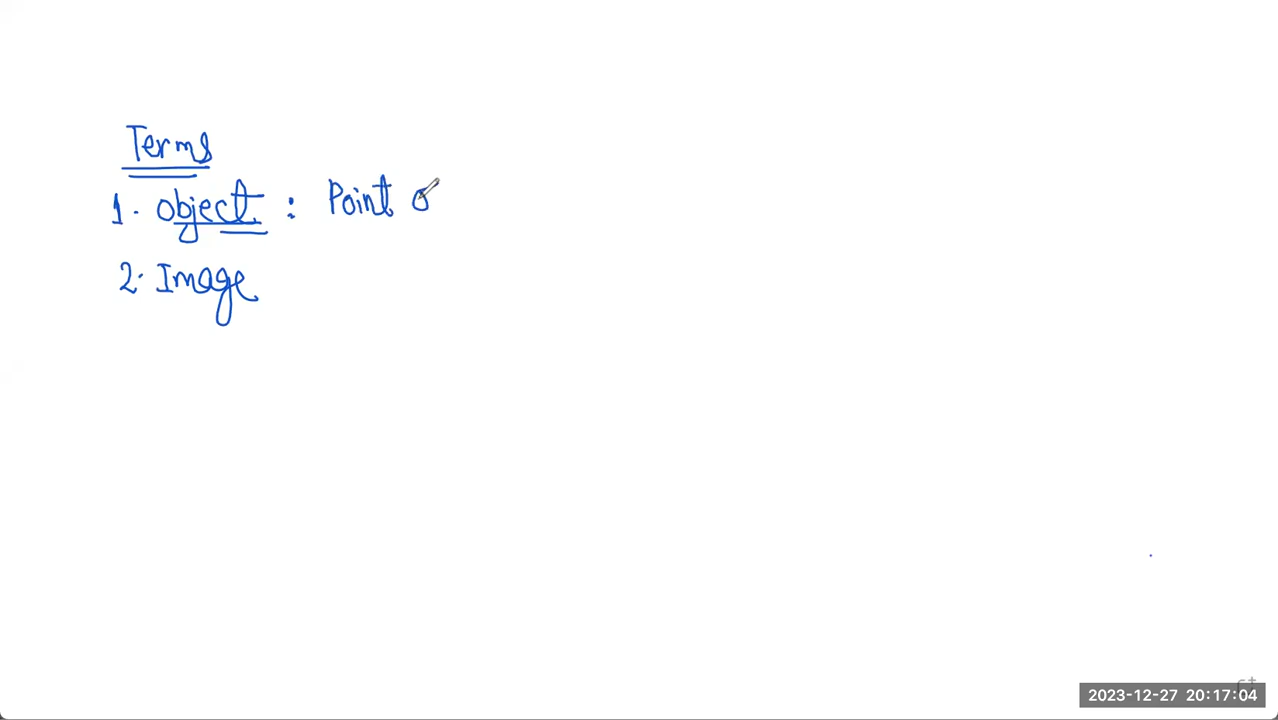 Terms
1. object : Point o
2. Image
2023-12-27 20:17:04